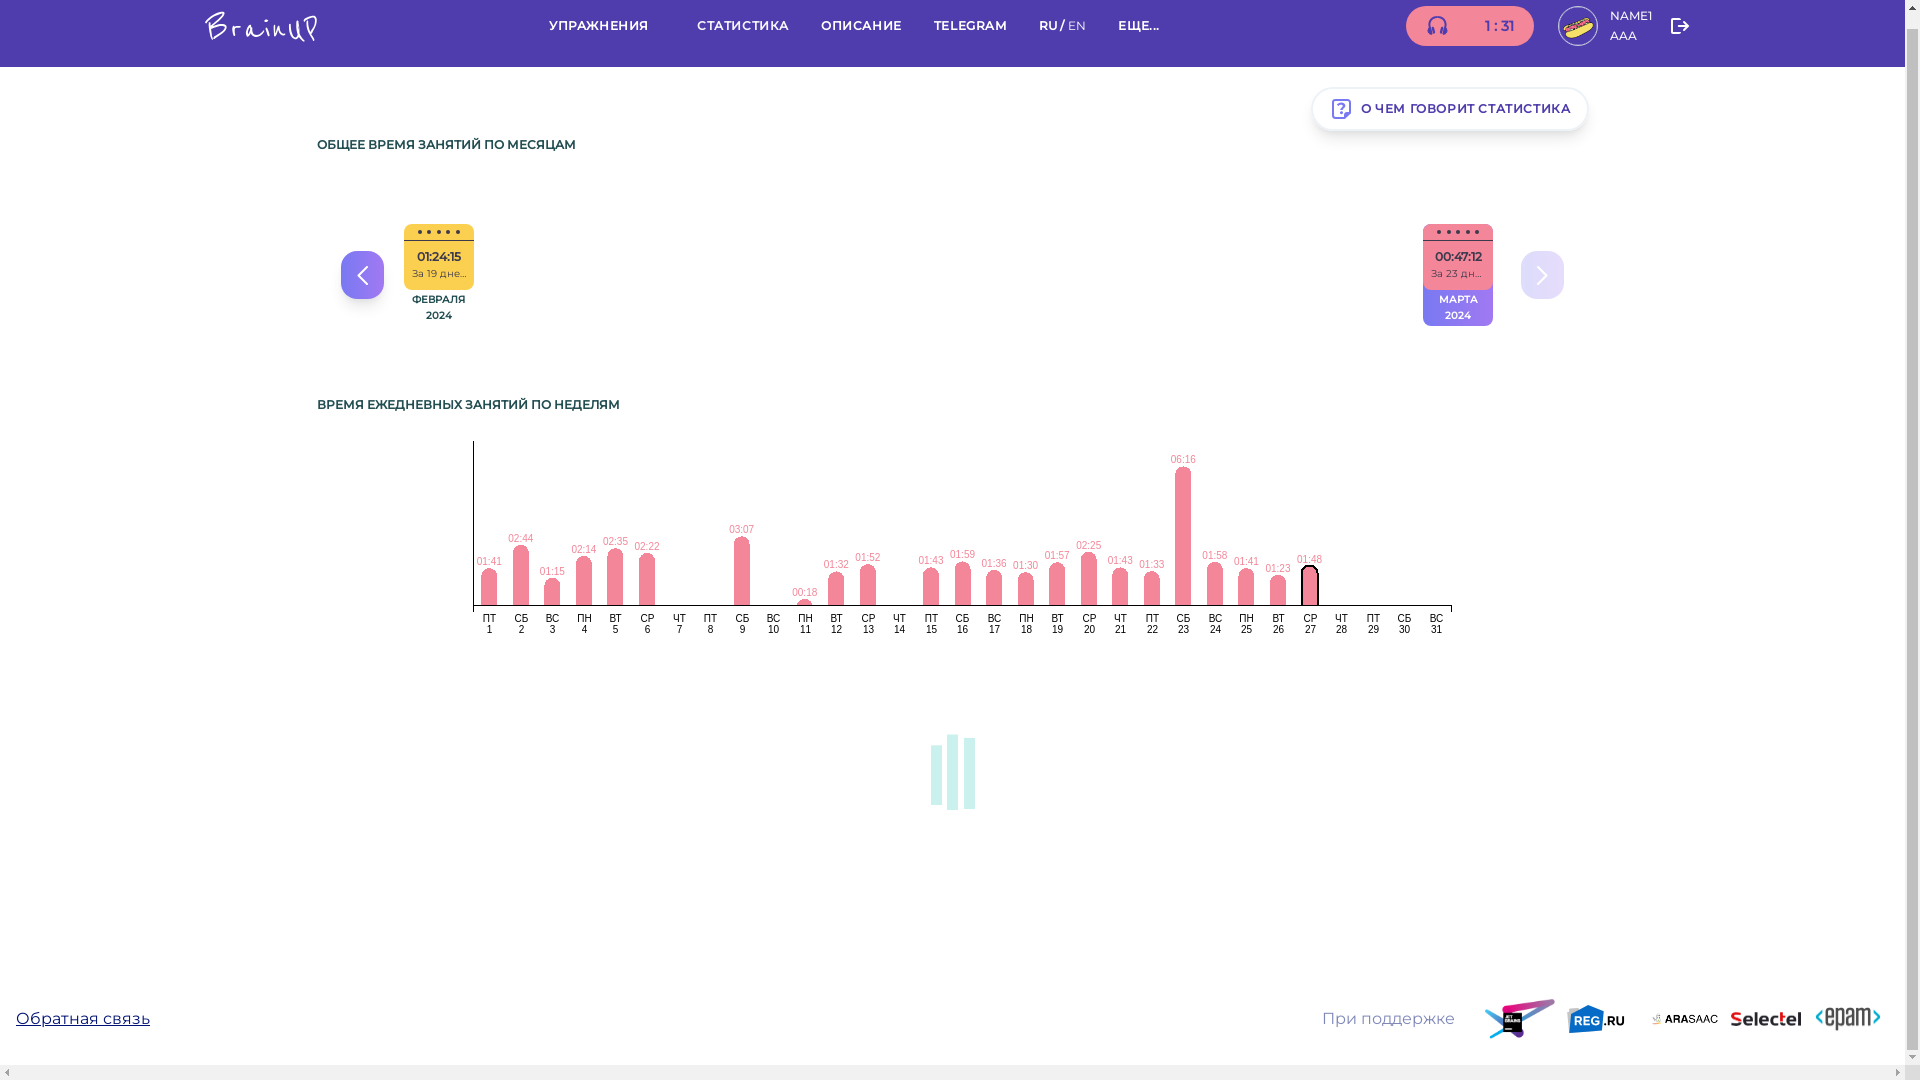 BrainUP
УПРАЖНЕНИЯ СТАТИСТИКА ОПИСАНИЕ TELEGRAM RU / EN ЕЩЕ...
1 : 31
NAME1
AAA
О ЧЕМ ГОВОРИТ СТАТИСТИКА
ОБЩЕЕ ВРЕМЯ ЗАНЯТИЙ ПО МЕСЯЦАМ
01:24:15
За 19 дне...
ФЕВРАЛЯ
2024
00:47:12
За 23 дн...
МАРТА
2024
ВРЕМЯ ЕЖЕДНЕВНЫХ ЗАНЯТИЙ ПО НЕДЕЛЯМ
01:41 02:44 01:15 02:14 02:35 02:22 03:07 00:18 01:32 01:52 01:43 01:59 01:36 01:30 01:57 02:25 01:43 01:33 06:16 01:58 01:41 01:23 01:48
ПТ СБ ВС ПН ВТ СР ЧТ ПТ СБ ВС ПН ВТ СР ЧТ ПТ СБ ВС ПН ВТ СР ЧТ ПТ СБ ВС ПН ВТ СР ЧТ ПТ СБ ВС
1 2 3 4 5 6 7 8 9 10 11 12 13 14 15 16 17 18 19 20 21 22 23 24 25 26 27 28 29 30 31
Обратная связь
При поддержке
JET BRAINS
REG.RU
ARASAAC
Selectel
<epam>